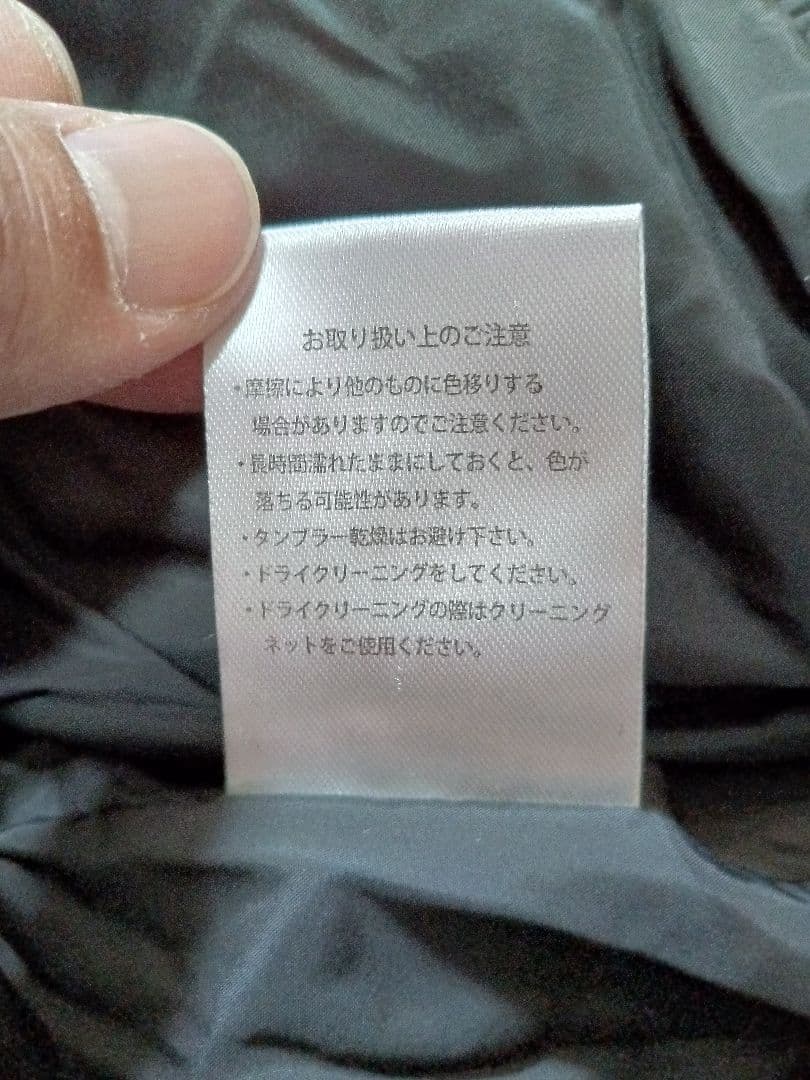 お取り扱い上のご注意
・摩擦により他のものに色移りする
場合がありますのでご注意ください。
・長時間濡れたままにしておくと、色が
落ちる可能性があります。
・タンブラー乾燥はお避け下さい。
・ドライクリーニングをしてください。
・ドライクリーニングの際はクリーニング
ネットをご使用ください。